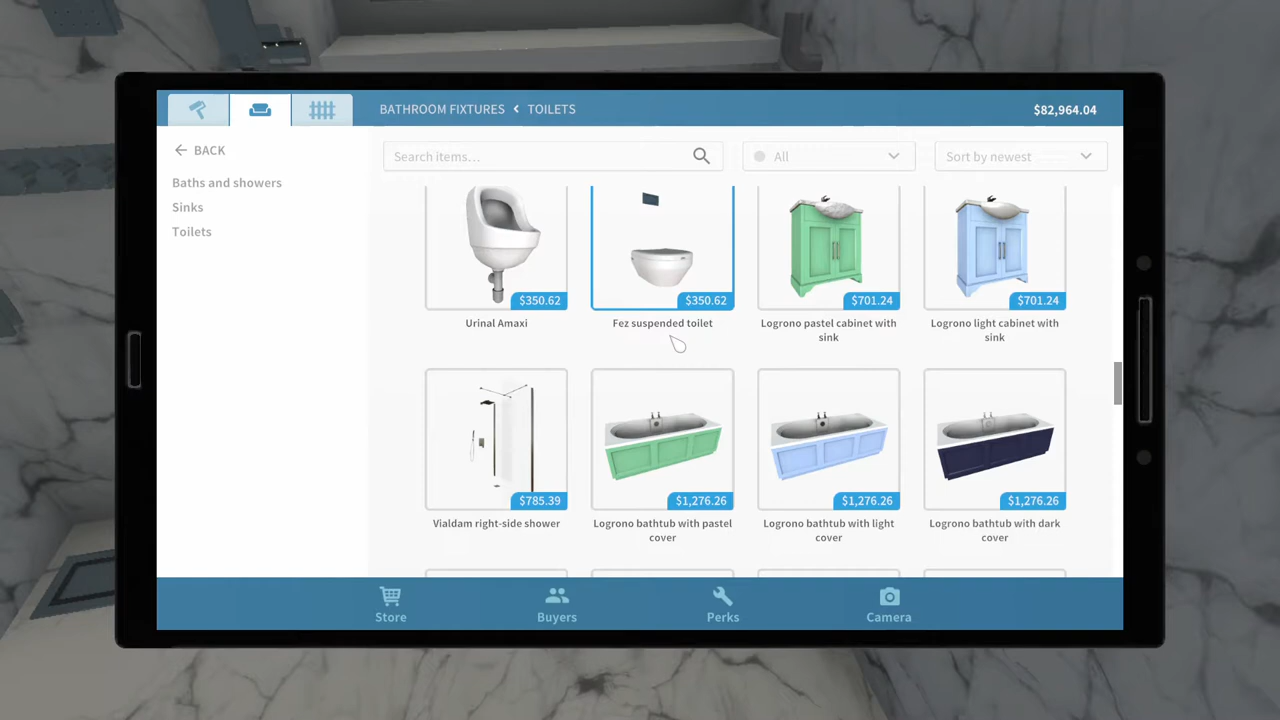 BATHROOM FIXTURES < TOILETS
$82,964.04
BACK
Baths and showers
Sinks
Toilets
Search items...
All
Sort by newest
$350.62
$350.62
$701.24
$701.24
Urinal Amaxi
Fez suspended toilet
Logrono pastel cabinet with
sink
Logrono light cabinet with
sink
$785.39
$1,276.26
$1,276.26
$1,276.26
Vialdam right-side shower
Logrono bathtub with pastel
cover
Logrono bathtub with light
cover
Logrono bathtub with dark
cover
Store
Buyers
Perks
Camera